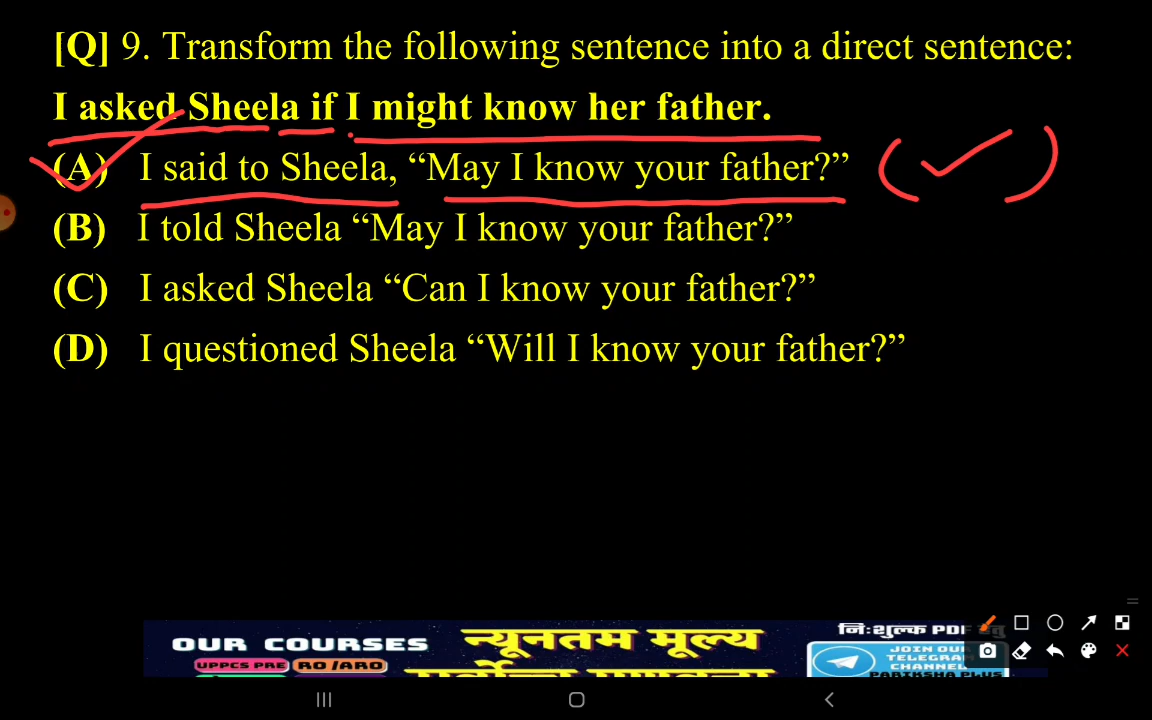 [Q] 9. Transform the following sentence into a direct sentence:
I asked Sheela if I might know her father.
(A) I said to Sheela, “May I know your father?”
(B) I told Sheela “May I know your father?”
(C) I asked Sheela “Can I know your father?”
(D) I questioned Sheela “Will I know your father?”
OUR COURSES
न्यूनतम मूल्य
निःशुल्क PDF
UPPCS PRE
RO /ARO
JOIN OUR
TELEGRAM
CHANNEL
PARIKSHA PLUS